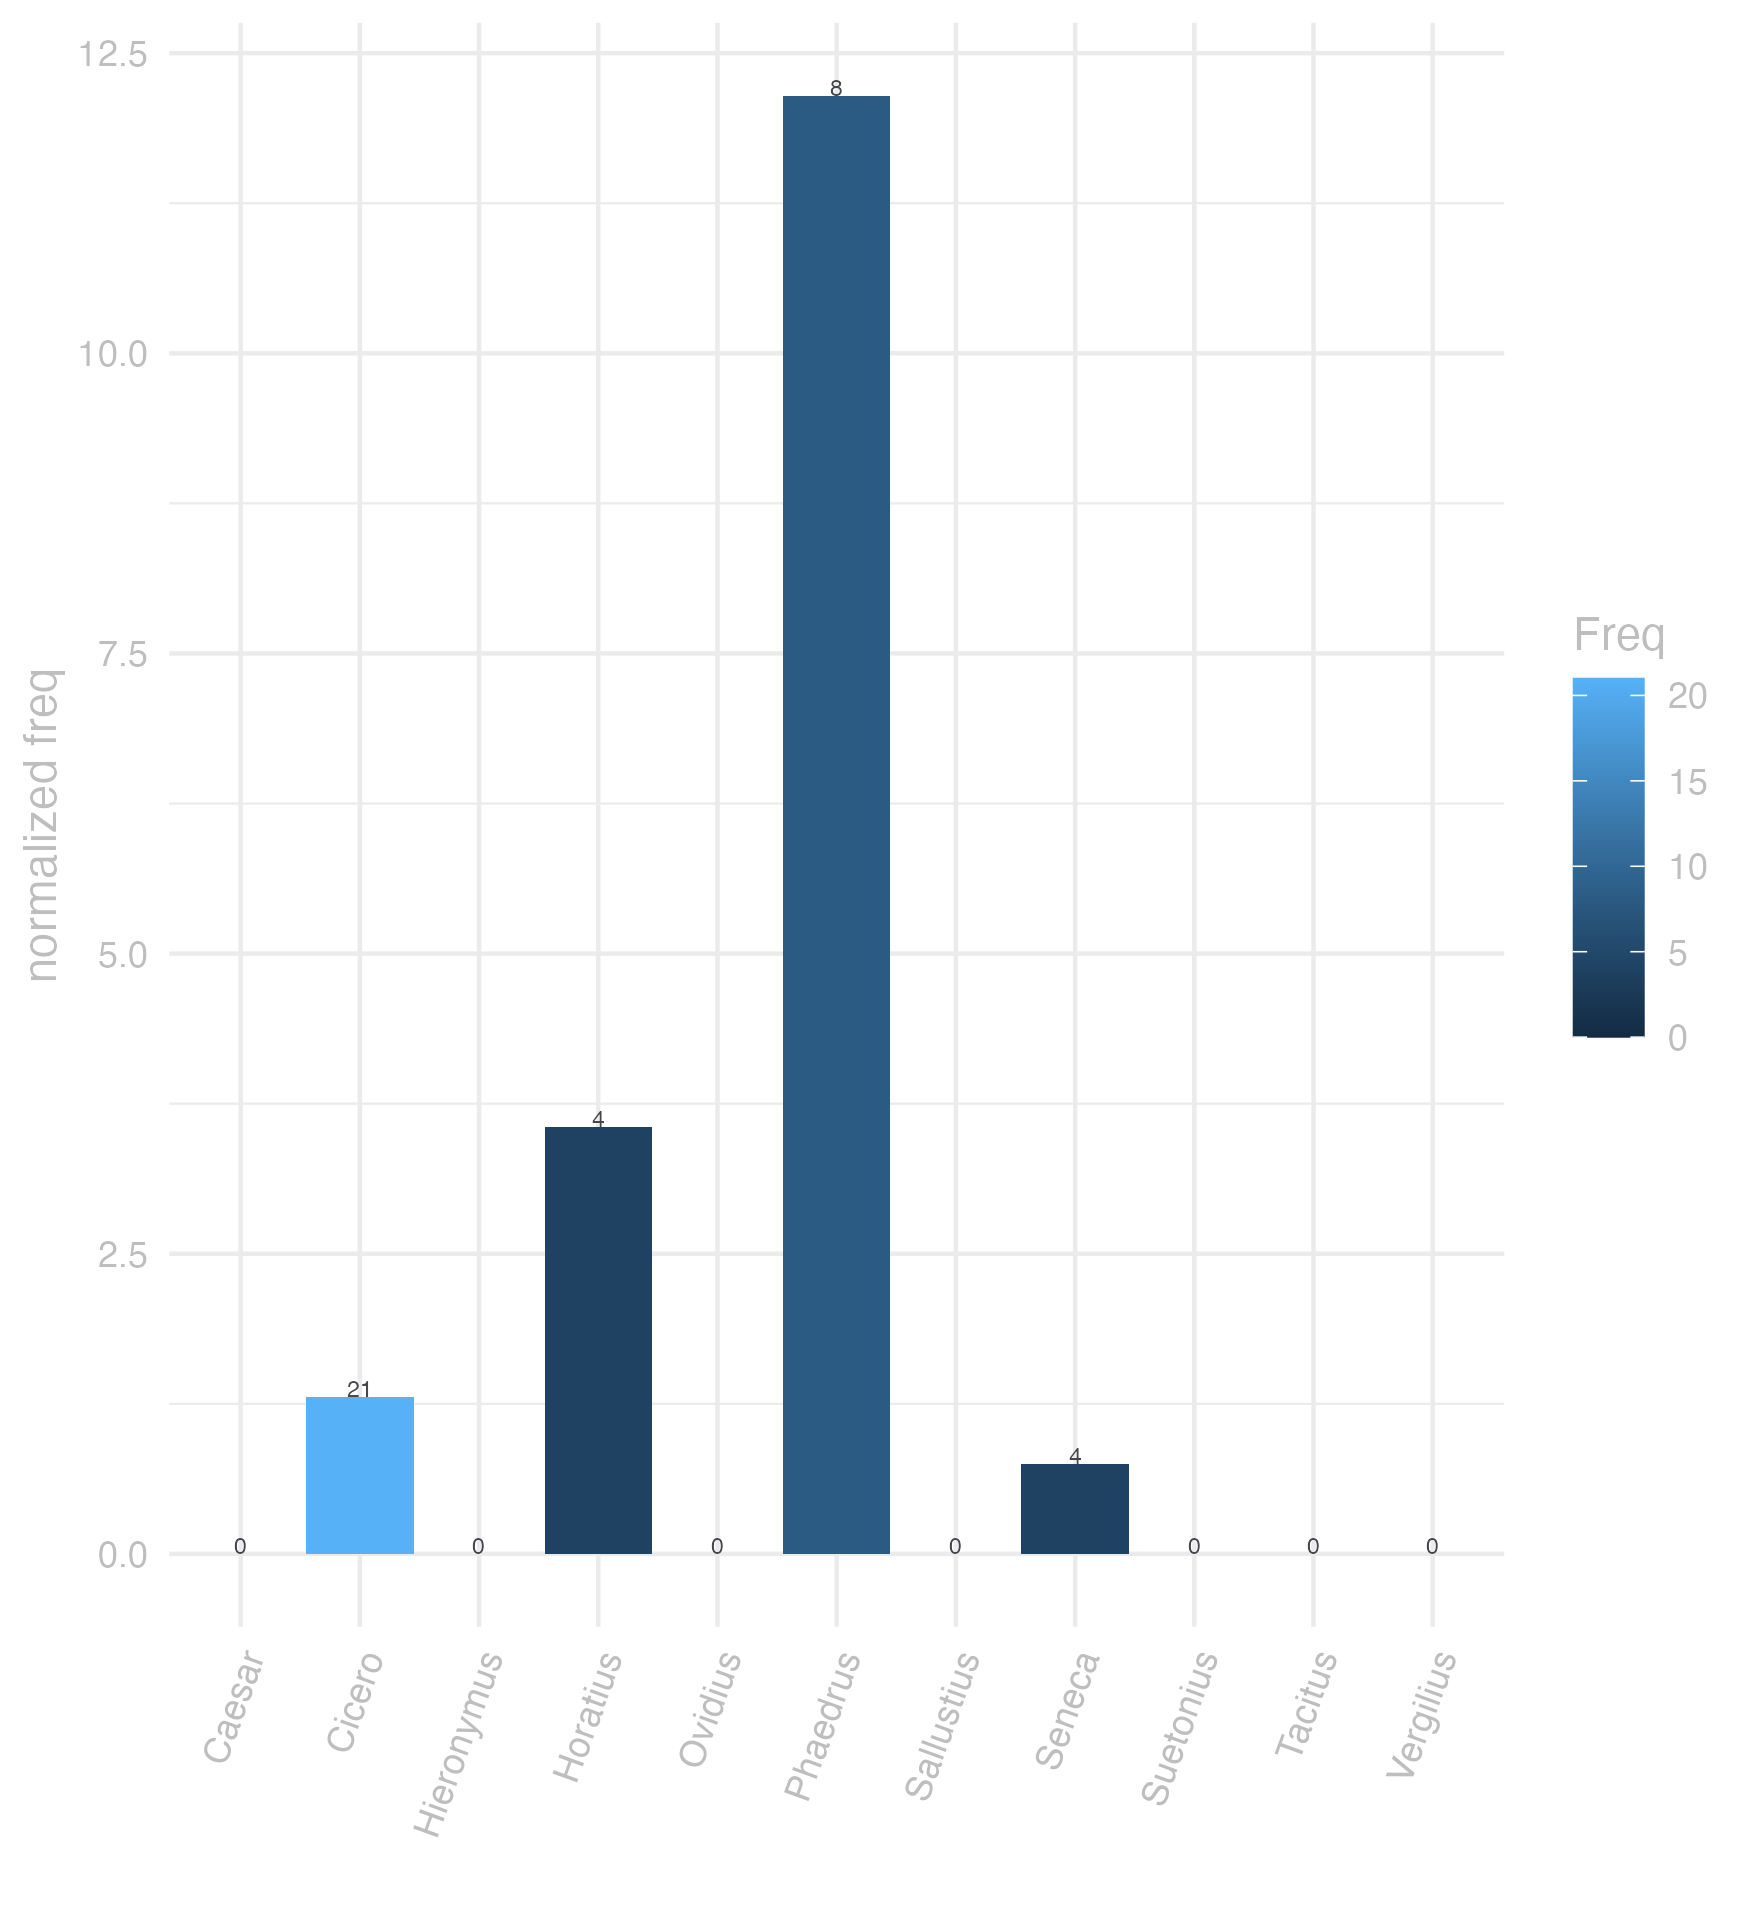 normalized freq
12.5
10.0
7.5
5.0
2.5
0.0
0
21
0
4
0
8
0
4
0
0
0
Caesar
Cicero
Hieronymus
Horatius
Ovidius
Phaedrus
Sallustius
Seneca
Suetonius
Tacitus
Vergilius
Freq
20
15
10
5
0